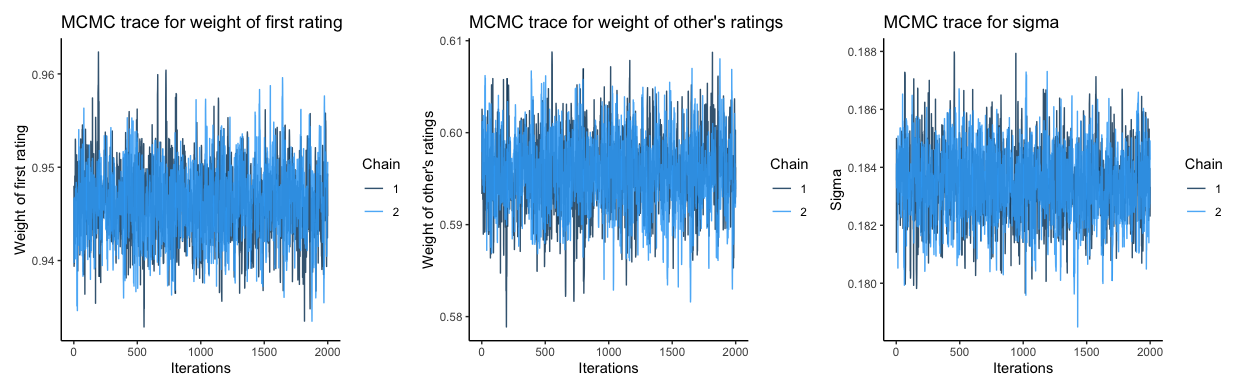 MCMC trace for weight of first rating
Weight of first rating
0.96
0.95
0.94
0
500
1000
1500
2000
Iterations
Chain
1
2
MCMC trace for weight of other's ratings
Weight of other's ratings
0.61
0.60
0.59
0.58
0
500
1000
1500
2000
Iterations
Chain
1
2
MCMC trace for sigma
Sigma
0.188
0.186
0.184
0.182
0.180
0
500
1000
1500
2000
Iterations
Chain
1
2